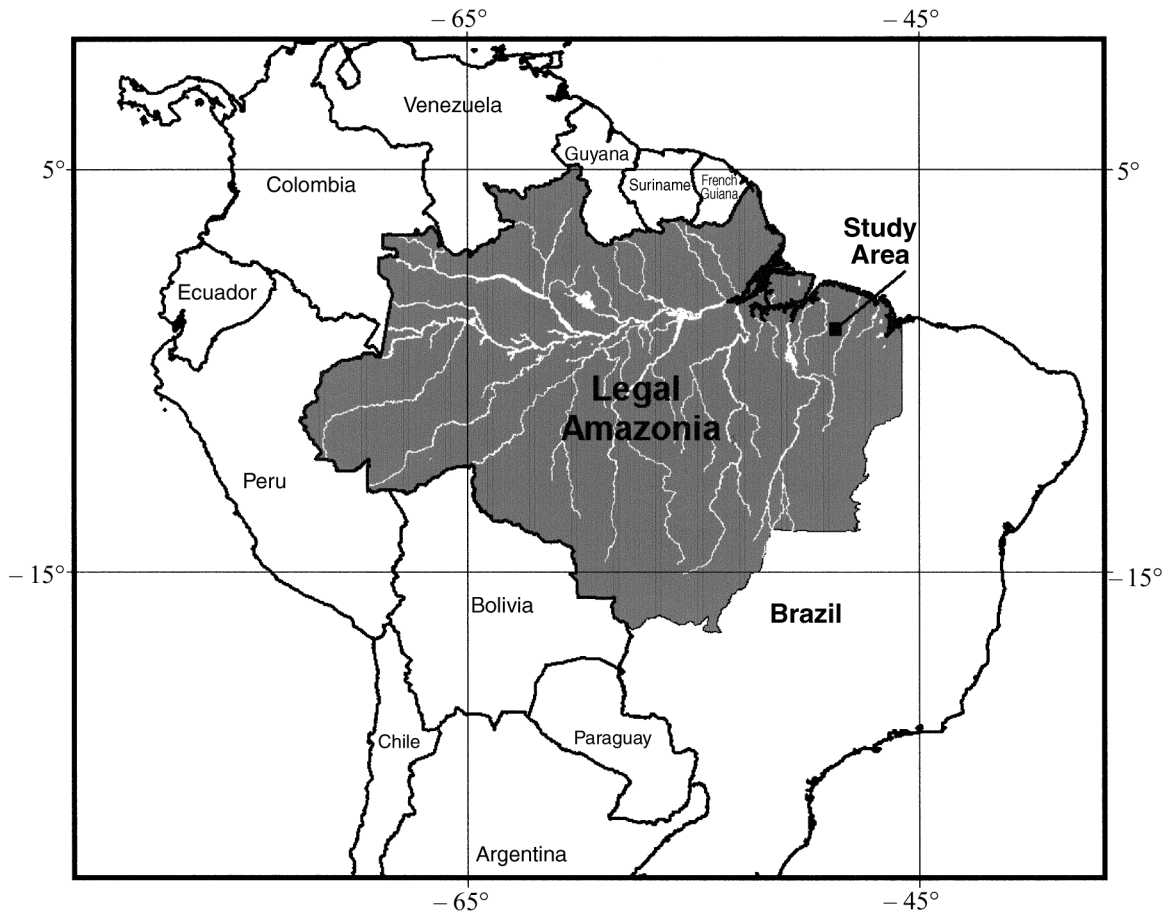 – 65°
– 45°
Venezuela
Guyana
5°
5°
Colombia
Suriname
French
Guiana
Study
Area
Ecuador
Legal
Amazonia
Peru
– 15°
–15°
Bolivia
Brazil
Chile
Paraguay
Argentina
– 65°
– 45°